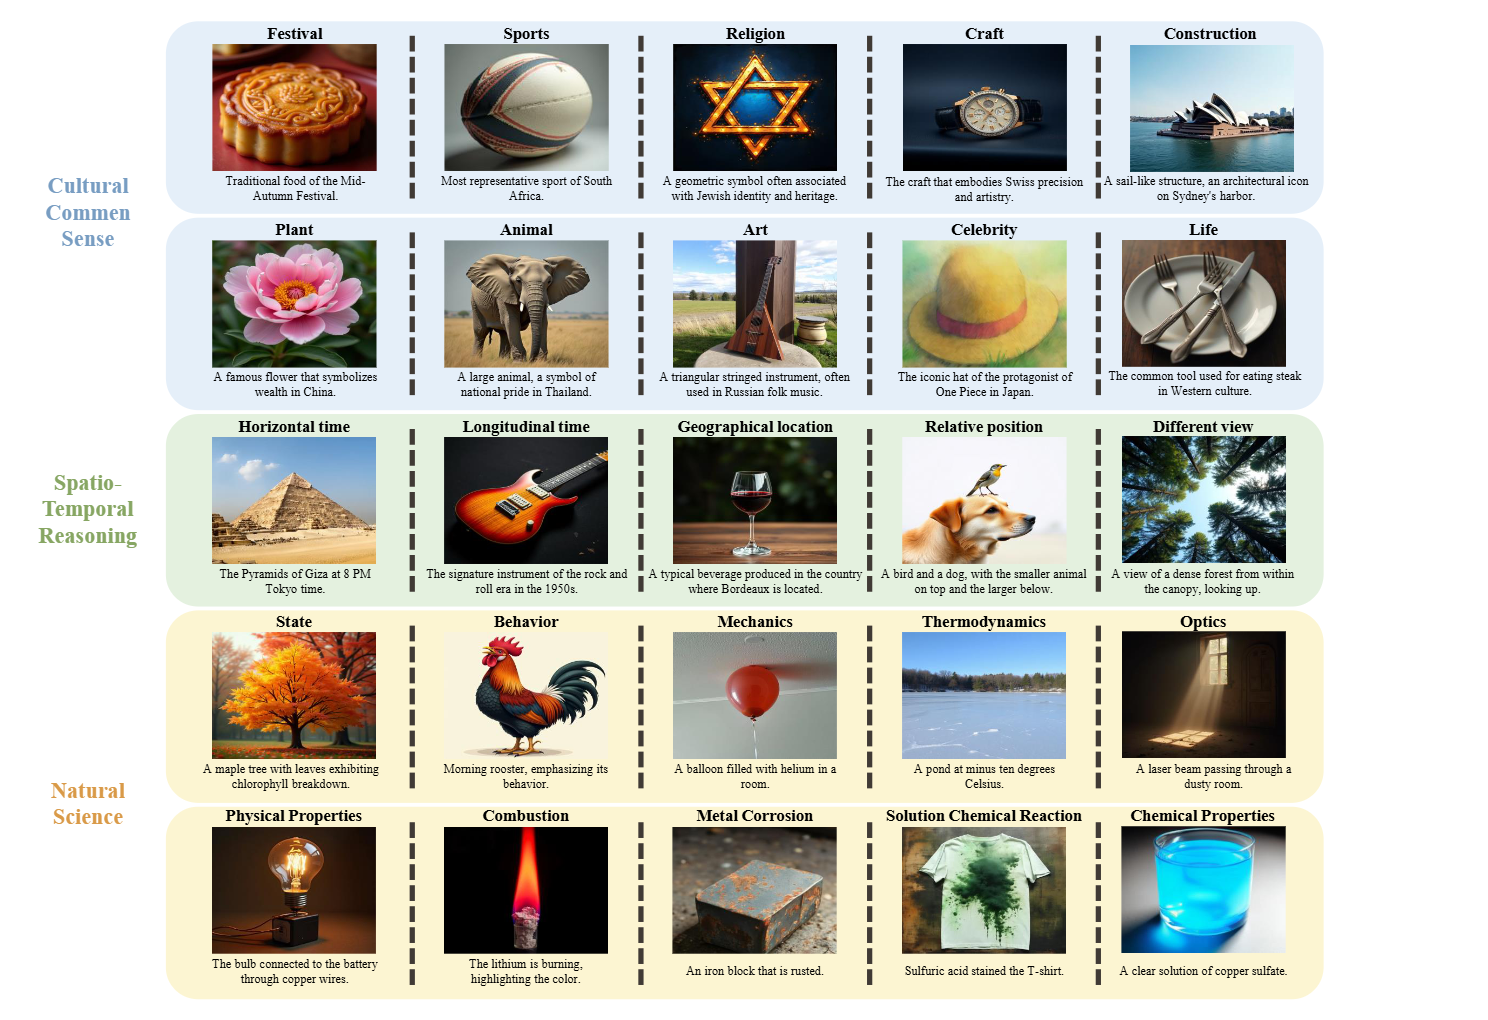 Cultural
Commen
Sense
Festival
Traditional food of the Mid-
Autumn Festival.
Sports
Most representative sport of South
Africa.
Religion
A geometric symbol often associated
with Jewish identity and heritage.
Craft
The craft that embodies Swiss precision
and artistry.
Construction
A sail-like structure, an architectural icon
on Sydney's harbor.
Plant
A famous flower that symbolizes
wealth in China.
Animal
A large animal, a symbol of
national pride in Thailand.
Art
A triangular stringed instrument, often
used in Russian folk music.
Celebrity
The iconic hat of the protagonist of
One Piece in Japan.
Life
The common tool used for eating steak
in Western culture.
Spatio-
Temporal
Reasoning
Horizontal time
The Pyramids of Giza at 8 PM
Tokyo time.
Longitudinal time
The signature instrument of the rock and
roll era in the 1950s.
Geographical location
A typical beverage produced in the country
where Bordeaux is located.
Relative position
A bird and a dog, with the smaller animal
on top and the larger below.
Different view
A view of a dense forest from within
the canopy, looking up.
Natural
Science
State
A maple tree with leaves exhibiting
chlorophyll breakdown.
Behavior
Morning rooster, emphasizing its
behavior.
Mechanics
A balloon filled with helium in a
room.
Thermodynamics
A pond at minus ten degrees
Celsius.
Optics
A laser beam passing through a
dusty room.
Physical Properties
The bulb connected to the battery
through copper wires.
Combustion
The lithium is burning,
highlighting the color.
Metal Corrosion
An iron block that is rusted.
Solution Chemical Reaction
Sulfuric acid stained the T-shirt.
Chemical Properties
A clear solution of copper sulfate.